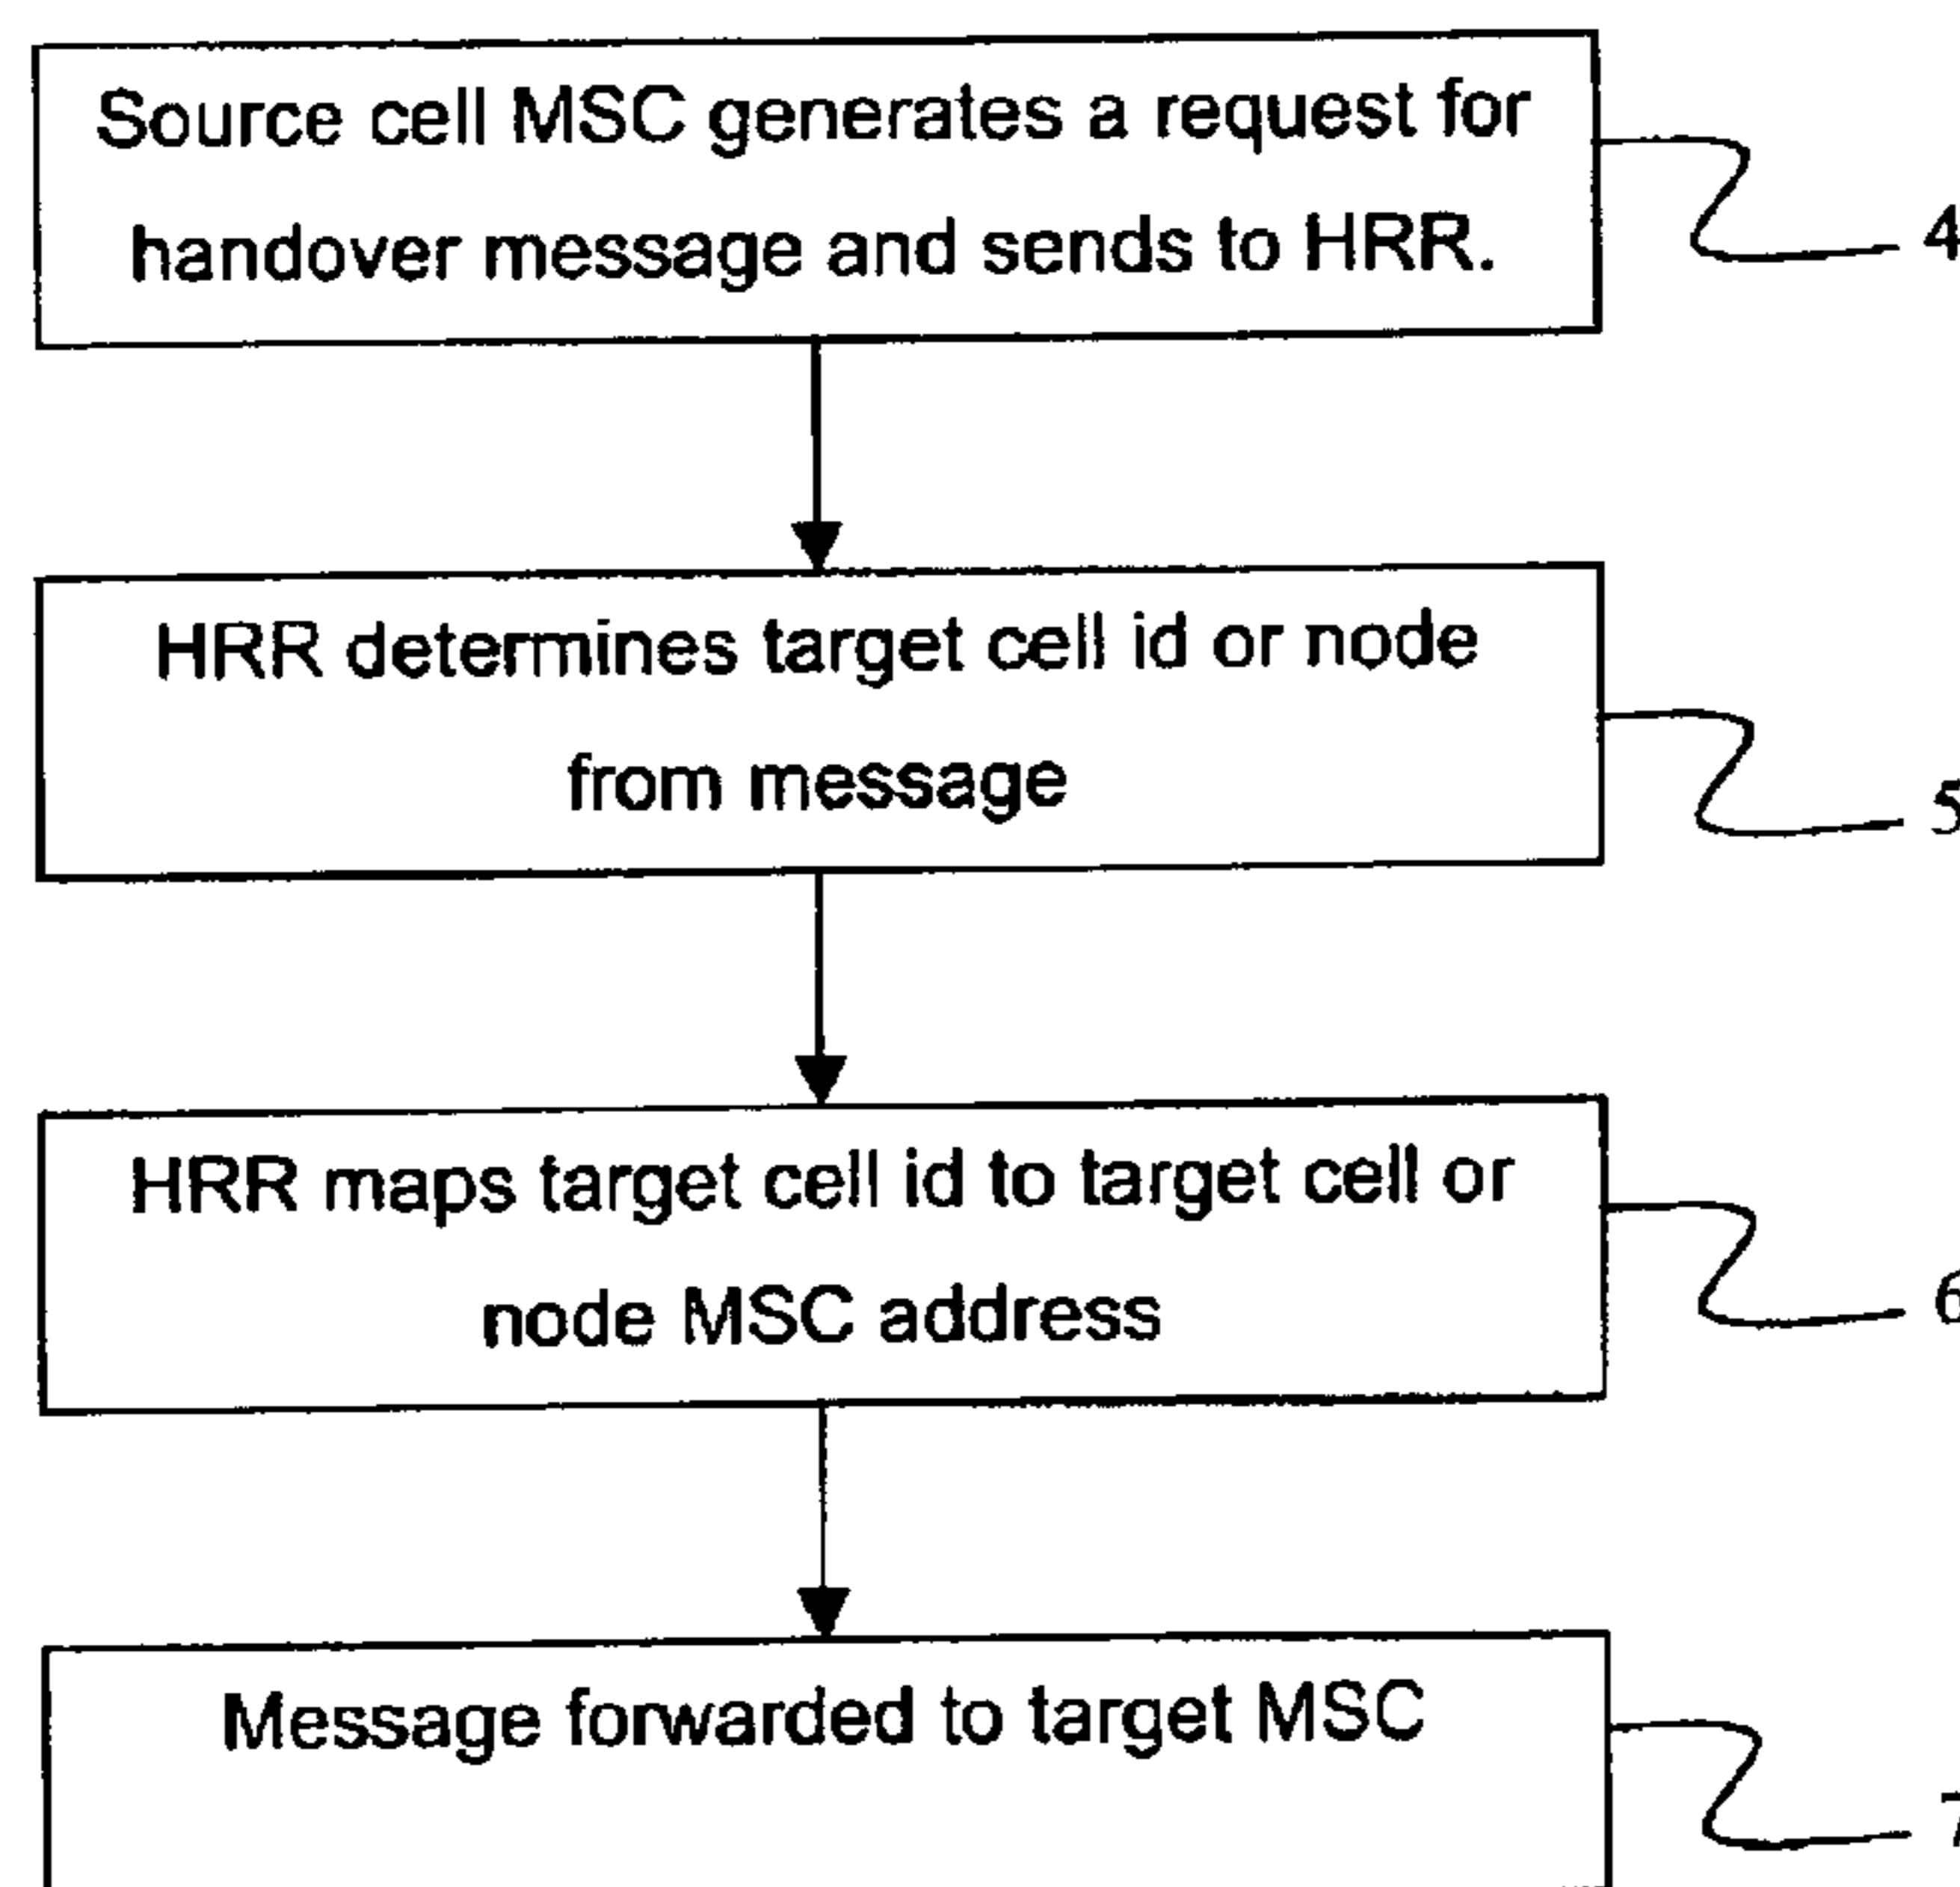 Source cell MSC generates a request for
handover message and sends to HRR.
4
HRR determines target cell id or node
from message
5
HRR maps target cell id to target cell or
node MSC address
6
Message forwarded to target MSC
7